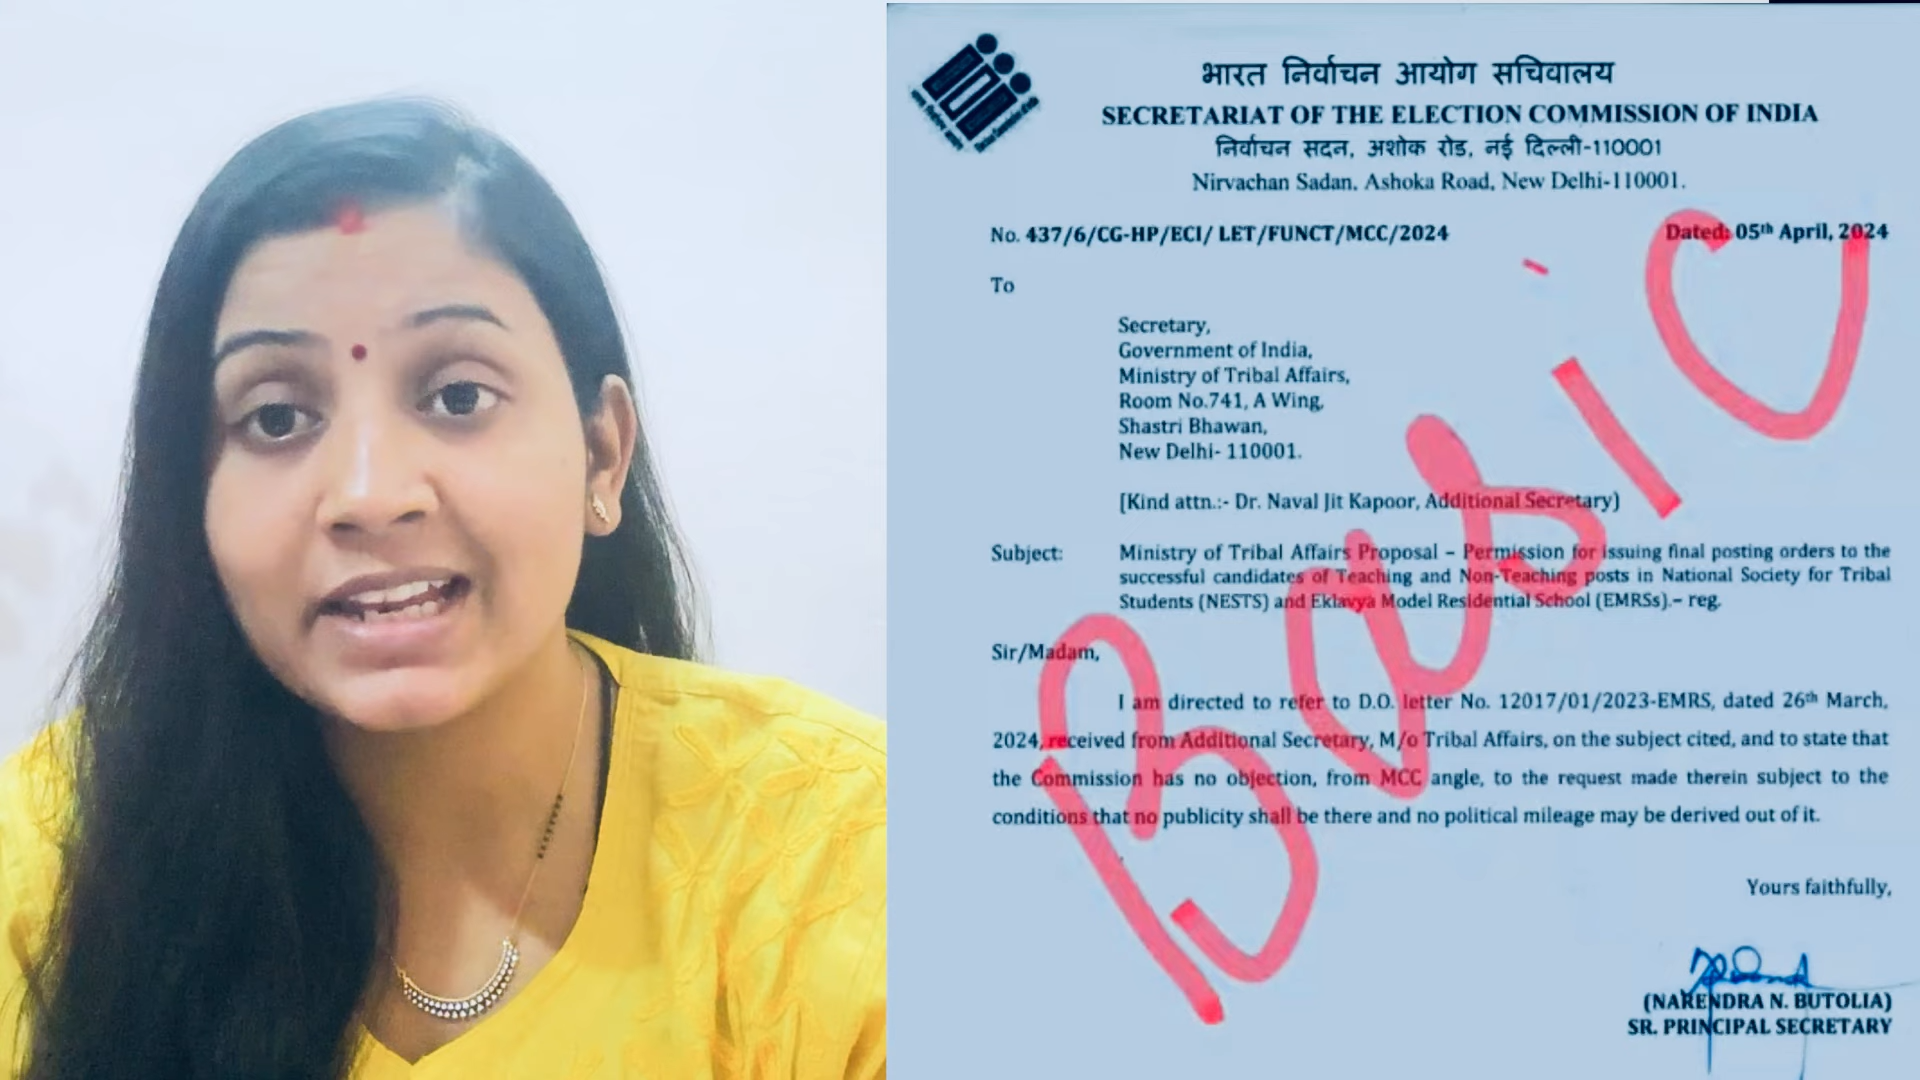 भारत निर्वाचन आयोग सचिवालय
SECRETARIAT OF THE ELECTION COMMISSION OF INDIA
निर्वाचन सदन, अशोक रोड, नई दिल्ली-110001
Nirvachan Sadan, Ashoka Road, New Delhi-110001.
No. 437/6/CG-HP/ECI/ LET/FUNCT/MCC/2024 Dated: 05th April, 2024
To
Secretary,
Government of India,
Ministry of Tribal Affairs,
Room No.741, A Wing,
Shastri Bhawan,
New Delhi- 110001.
[Kind attn.:- Dr. Naval Jit Kapoor, Additional Secretary)
Subject: Ministry of Tribal Affairs Proposal – Permission for issuing final posting orders to the
successful candidates of Teaching and Non-Teaching posts in National Society for Tribal
Students (NESTS) and Eklavya Model Residential School (EMRSs).– reg.
Sir/Madam,
I am directed to refer to D.O. letter No. 12017/01/2023-EMRS, dated 26th March,
2024, received from Additional Secretary, M/o Tribal Affairs, on the subject cited, and to state that
the Commission has no objection, from MCC angle, to the request made therein subject to the
conditions that no publicity shall be there and no political mileage may be derived out of it.
Yours faithfully,
(NARENDRA N. BUTOLIA)
SR. PRINCIPAL SECRETARY
Basic